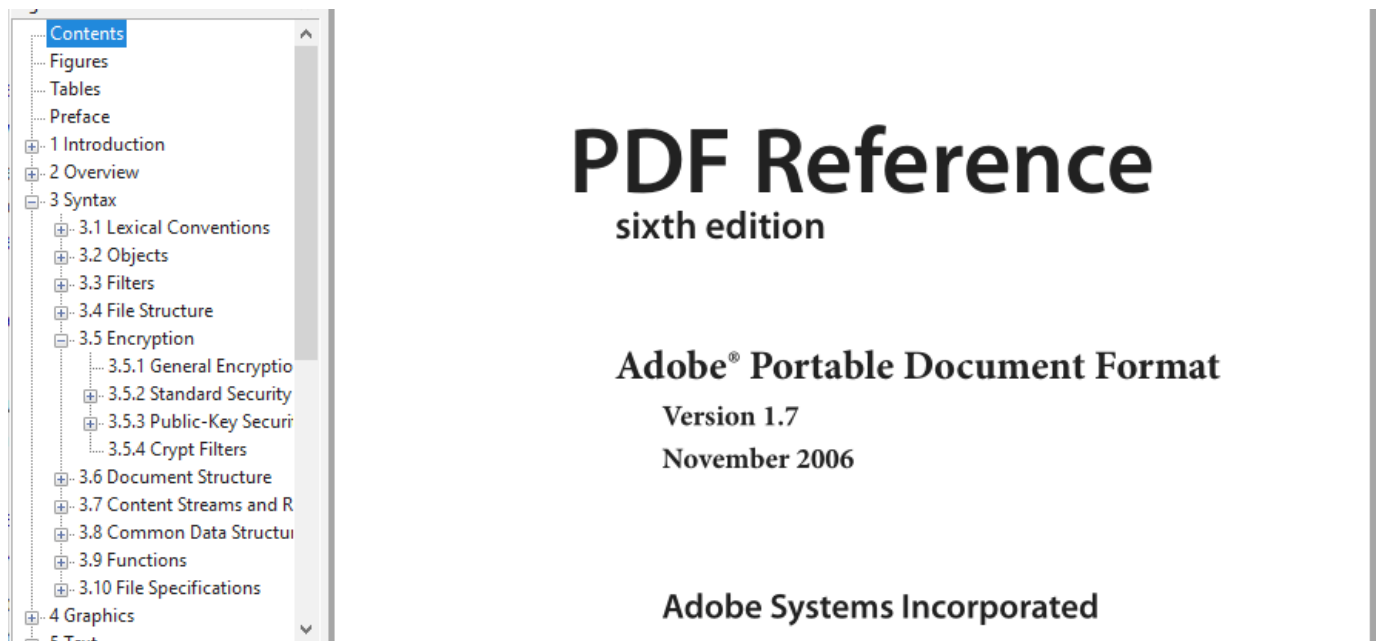 Contents
Figures
Tables
Preface
1 Introduction
2 Overview
3 Syntax
3.1 Lexical Conventions
3.2 Objects
3.3 Filters
3.4 File Structure
3.5 Encryption
3.5.1 General Encryptio
3.5.2 Standard Security
3.5.3 Public-Key Securi
3.5.4 Crypt Filters
3.6 Document Structure
3.7 Content Streams and R
3.8 Common Data Structu
3.9 Functions
3.10 File Specifications
4 Graphics
5 Text
PDF Reference
sixth edition
Adobe® Portable Document Format
Version 1.7
November 2006
Adobe Systems Incorporated